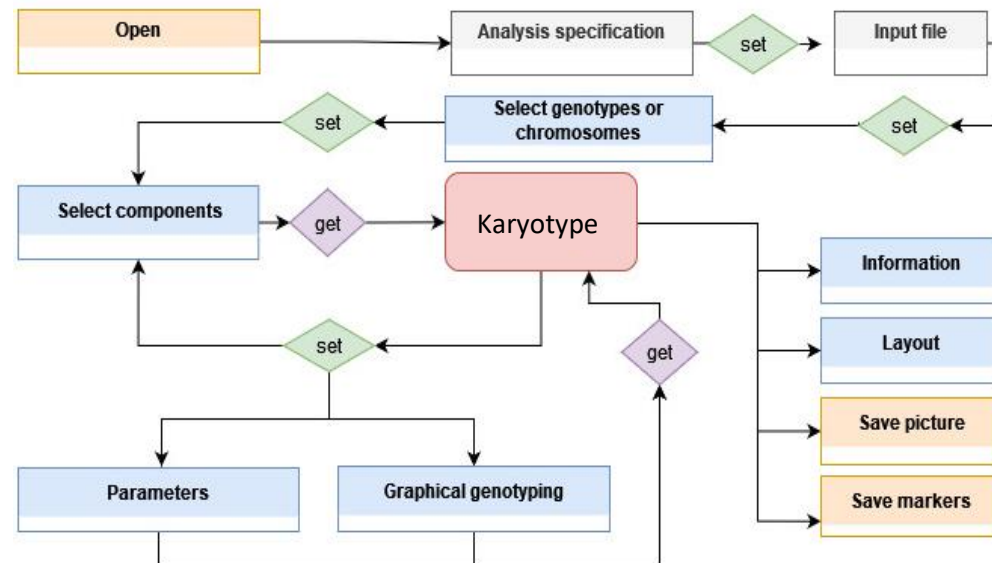 Open
Analysis specification
set
Input file
set
Select genotypes or
chromosomes
set
Select components
get
Karyotype
Information
set
get
Layout
Save picture
Parameters
Graphical genotyping
Save markers